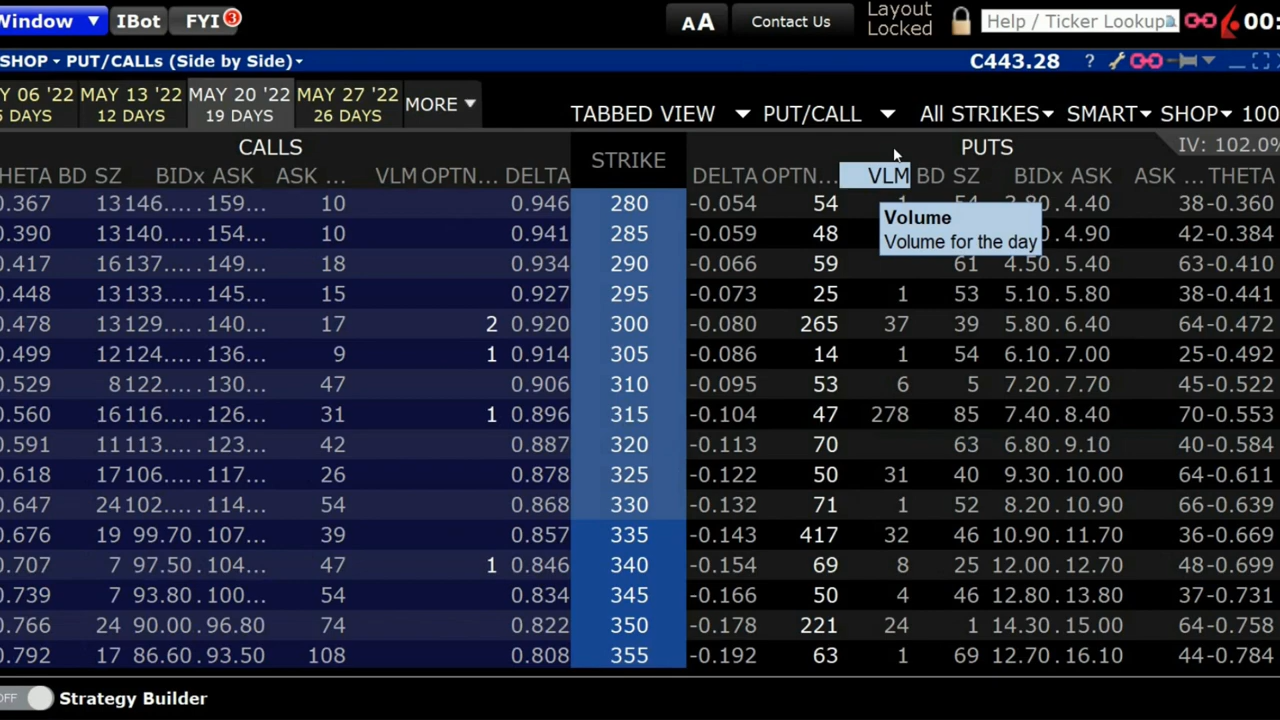 Window ▼ IBot FYI 3 AA Contact Us Layout Locked Help / Ticker Lookup 00:
SHOP PUT/CALLs (Side by Side) C443.28 ?
Y 06 '22 MAY 13 '22 MAY 20 '22 MAY 27 '22 MORE ▼
5 DAYS 12 DAYS 19 DAYS 26 DAYS
TABBED VIEW ▼ PUT/CALL ▼ All STRIKES SMART SHOP 100
CALLS STRIKE PUTS IV: 102.0%
HETA BD SZ BIDx ASK ASK ... VLM OPTN... DELTA DELTA OPTN... VLM BD SZ BIDx ASK ASK ... THETA
0.367 13 146..... 159... 10 0.946 280 -0.054 54 1 4.40 38 -0.360
0.390 13 140..... 154... 10 0.941 285 -0.059 48 4.90 42 -0.384
0.417 16 137..... 149... 18 0.934 290 -0.066 59 61 4.50 . 5.40 63 -0.410
0.448 13 133..... 145... 15 0.927 295 -0.073 25 1 53 5.10 . 5.80 38 -0.441
0.478 13 129..... 140... 17 2 0.920 300 -0.080 265 37 39 5.80 . 6.40 64 -0.472
0.499 12 124..... 136... 9 1 0.914 305 -0.086 14 1 54 6.10 . 7.00 25 -0.492
0.529 8 122..... 130... 47 0.906 310 -0.095 53 6 5 7.20 . 7.70 45 -0.522
0.560 16 116..... 126... 31 1 0.896 315 -0.104 47 278 85 7.40 . 8.40 70 -0.553
0.591 11 113..... 123... 42 0.887 320 -0.113 70 63 6.80 . 9.10 40 -0.584
0.618 17 106..... 117... 26 0.878 325 -0.122 50 31 40 9.30 . 10.00 64 -0.611
0.647 24 102..... 114... 54 0.868 330 -0.132 71 1 52 8.20 . 10.90 66 -0.639
0.676 19 99.70 . 107... 39 0.857 335 -0.143 417 32 46 10.90 . 11.70 36 -0.669
0.707 7 97.50 . 104... 47 1 0.846 340 -0.154 69 8 25 12.00 . 12.70 48 -0.699
0.739 7 93.80 . 100... 54 0.834 345 -0.166 50 4 46 12.80 . 13.80 37 -0.731
0.766 24 90.00 . 96.80 74 0.822 350 -0.178 221 24 1 14.30 . 15.00 64 -0.758
0.792 17 86.60 . 93.50 108 0.808 355 -0.192 63 1 69 12.70 . 16.10 44 -0.784
Volume
Volume for the day
OFF Strategy Builder